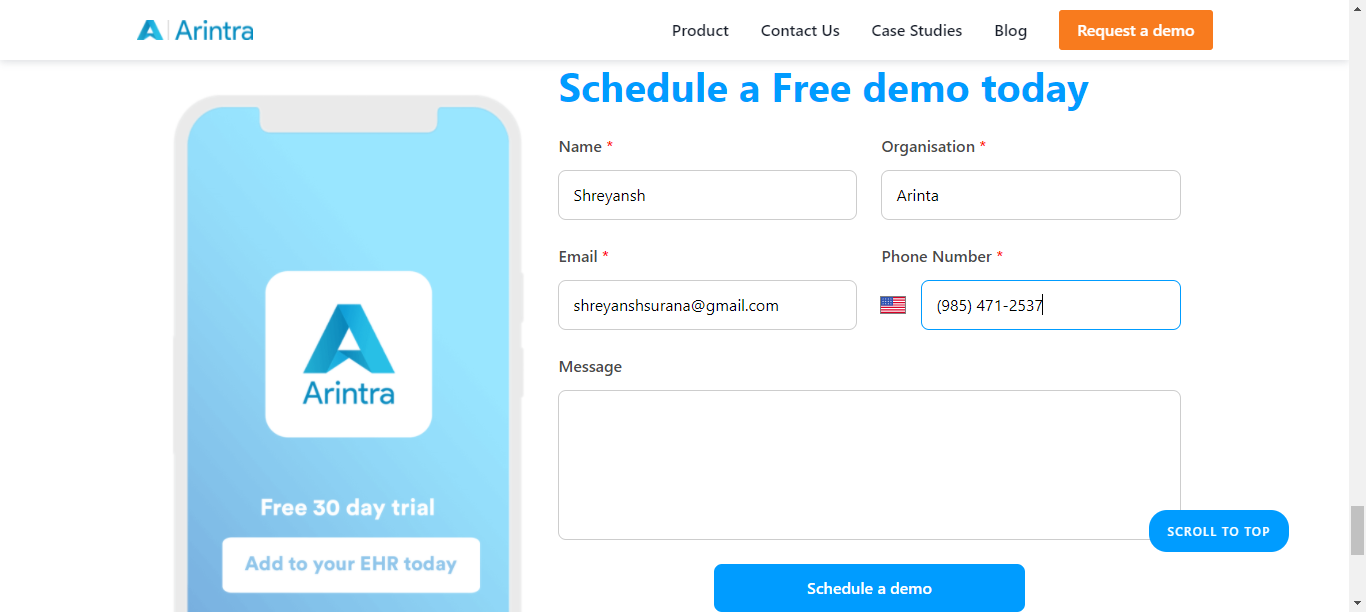 Arintra
Product Contact Us Case Studies Blog Request a demo
Schedule a Free demo today
Name * Organisation *
Shreyansh Arinta
Email * Phone Number *
shreyanshsurana@gmail.com (985) 471-2537
Message
Arintra
Free 30 day trial
Add to your EHR today
SCROLL TO TOP
Schedule a demo